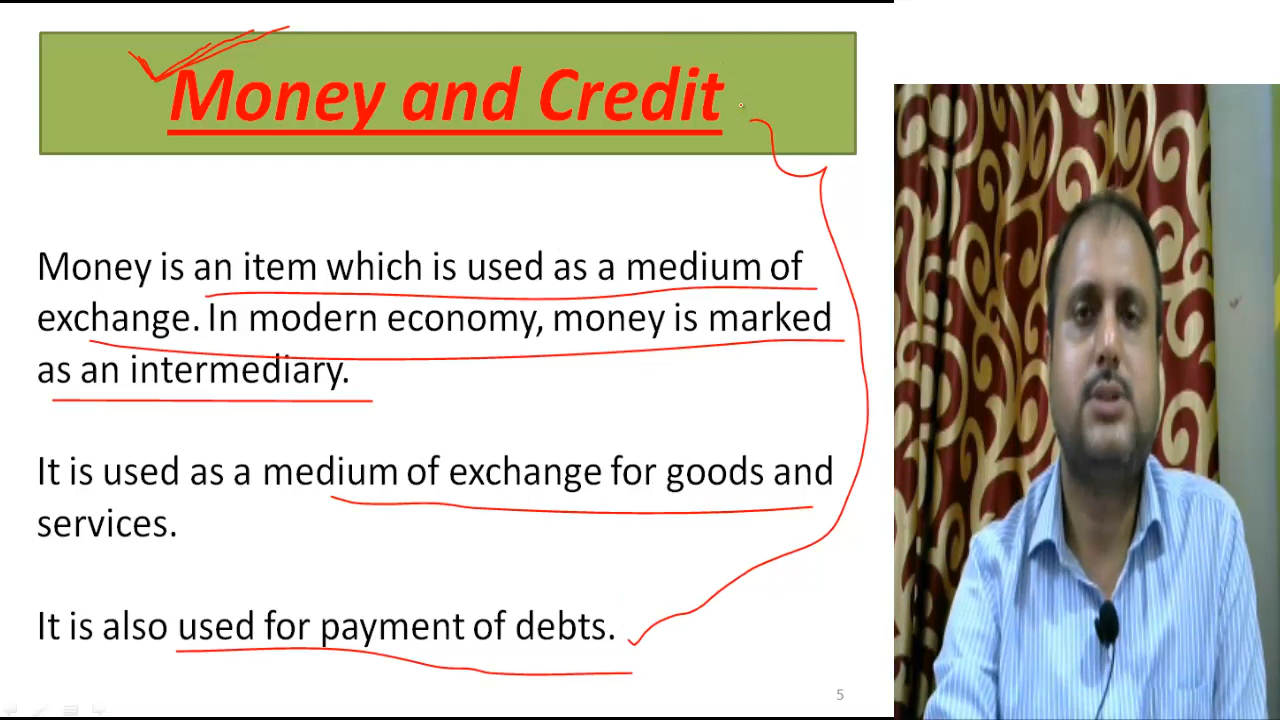 Money and Credit
Money is an item which is used as a medium of
exchange. In modern economy, money is marked
as an intermediary.
It is used as a medium of exchange for goods and
services.
It is also used for payment of debts.
5